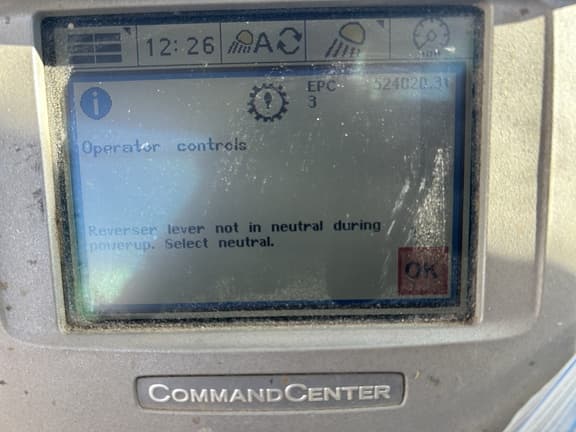 12:26
A
EPC 524020.31
3
Operator controls
Reverser lever not in neutral during
powerup. Select neutral.
OK
COMMANDCENTER